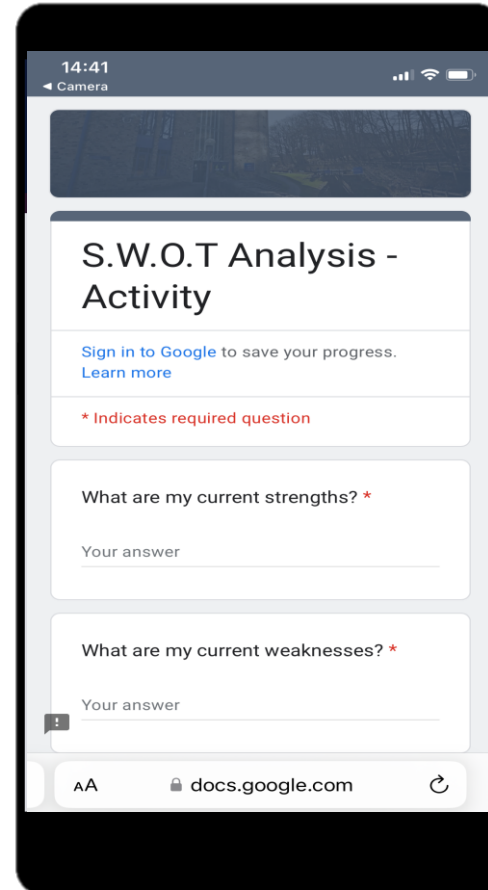 14:41
◀ Camera
S.W.O.T Analysis -
Activity
Sign in to Google to save your progress.
Learn more
* Indicates required question
What are my current strengths? *
Your answer
What are my current weaknesses? *
Your answer
AA docs.google.com